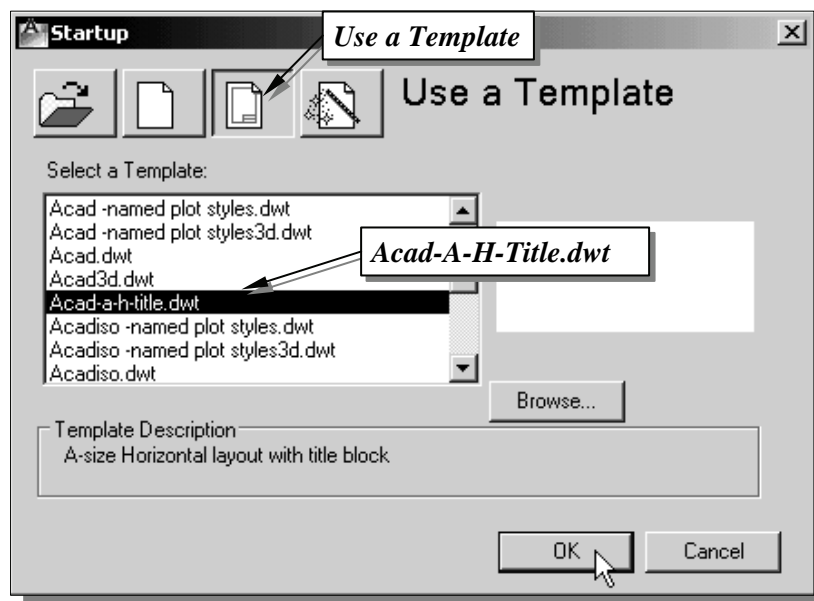 Startup
Use a Template
Use a Template
Select a Template:
Acad -named plot styles.dwt
Acad -named plot styles3d.dwt
Acad.dwt
Acad3d.dwt
Acad-A-H-Title.dwt
Acad-a-h-title.dwt
Acadiso -named plot styles.dwt
Acadiso -named plot styles3d.dwt
Acadiso.dwt
Browse...
Template Description
A-size Horizontal layout with title block
OK
Cancel